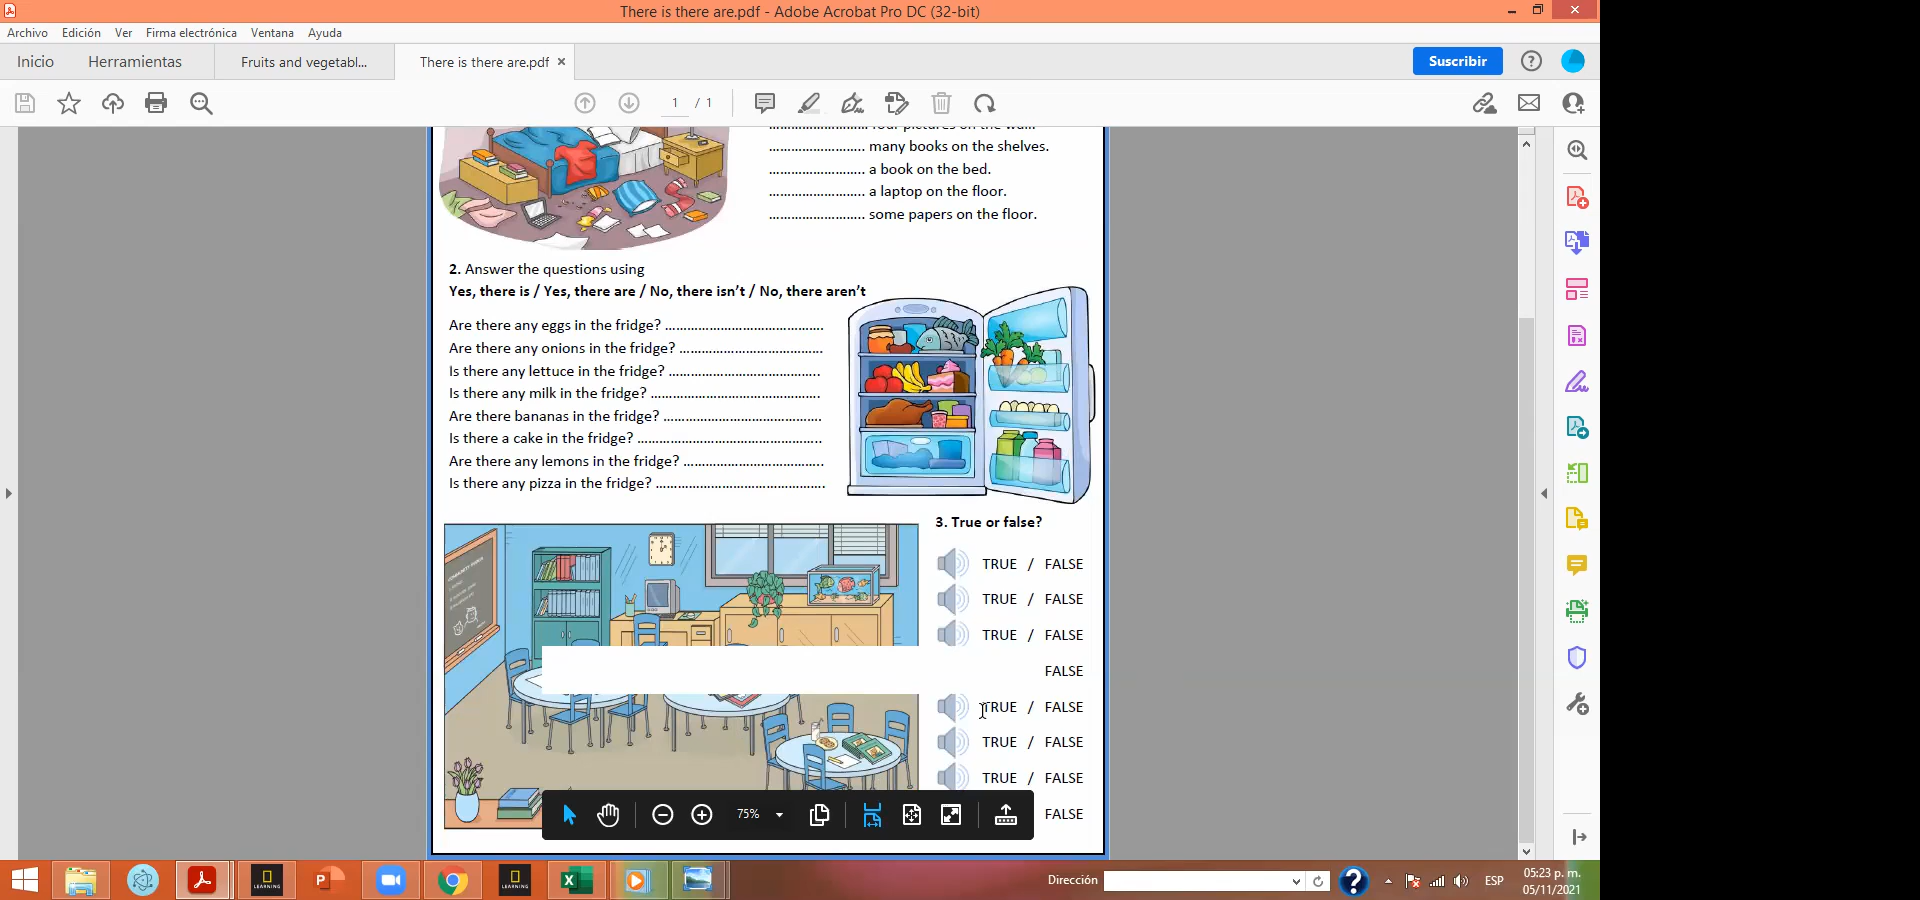 There is there are.pdf - Adobe Acrobat Pro DC (32-bit)
Archivo Edición Ver Firma electrónica Ventana Ayuda
Inicio Herramientas Fruits and vegetabl... There is there are.pdf × Suscribir
1 / 1
.......................... four pictures on the wall.
.......................... many books on the shelves.
.......................... a book on the bed.
.......................... a laptop on the floor.
.......................... some papers on the floor.
2. Answer the questions using
Yes, there is / Yes, there are / No, there isn't / No, there aren't
Are there any eggs in the fridge? ...........................................
Are there any onions in the fridge? .......................................
Is there any lettuce in the fridge? .........................................
Is there any milk in the fridge? ..............................................
Are there bananas in the fridge? ...........................................
Is there a cake in the fridge? ..................................................
Are there any lemons in the fridge? ......................................
Is there any pizza in the fridge? ..............................................
3. True or false?
TRUE / FALSE
TRUE / FALSE
TRUE / FALSE
FALSE
TRUE / FALSE
TRUE / FALSE
TRUE / FALSE
FALSE
75%
LEARNING
LEARNING
Dirección
ESP
05:23 p. m.
05/11/2021